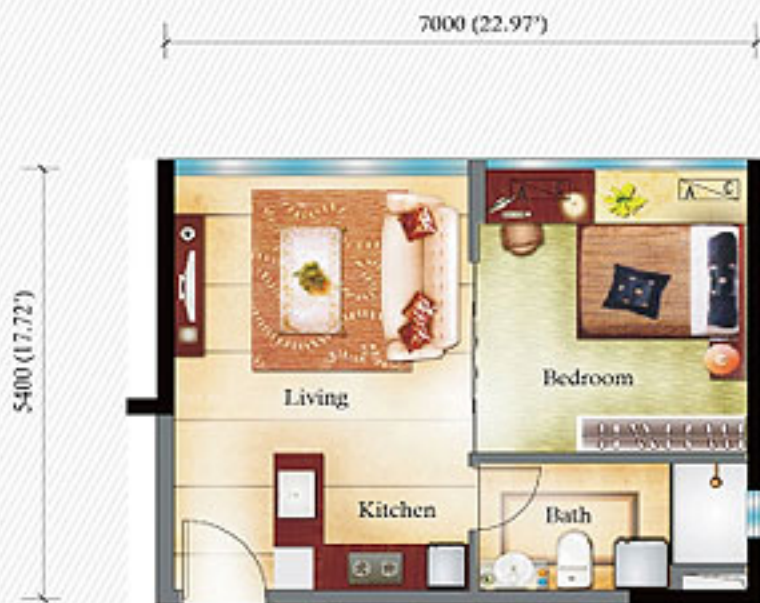 7000 (22.97')
5400 (17.72')
A C
A C
Living
Bedroom
Kitchen
Bath